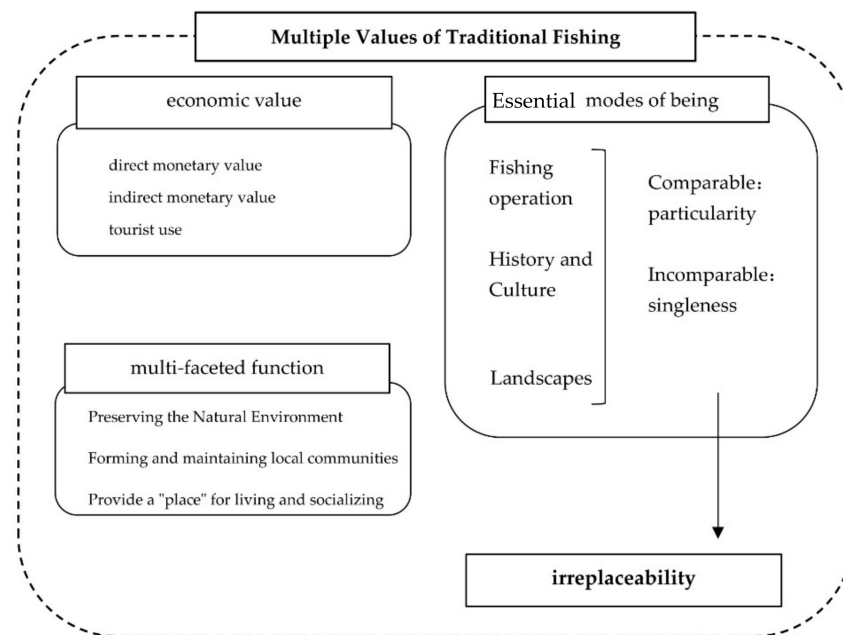 Multiple Values of Traditional Fishing
economic value
direct monetary value
indirect monetary value
tourist use
multi-faceted function
Preserving the Natural Environment
Forming and maintaining local communities
Provide a "place" for living and socializing
Essential modes of being
Fishing
operation
History and
Culture
Landscapes
Comparable：
particularity
Incomparable：
singleness
irreplaceability